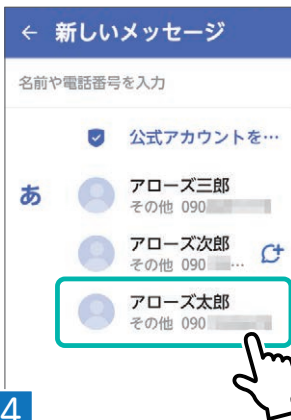 ← 新しいメッセージ
名前や電話番号を入力
公式アカウントを…
あ
アローズ三郎
その他 090
アローズ次郎
その他 090 …
アローズ太郎
その他 090
4